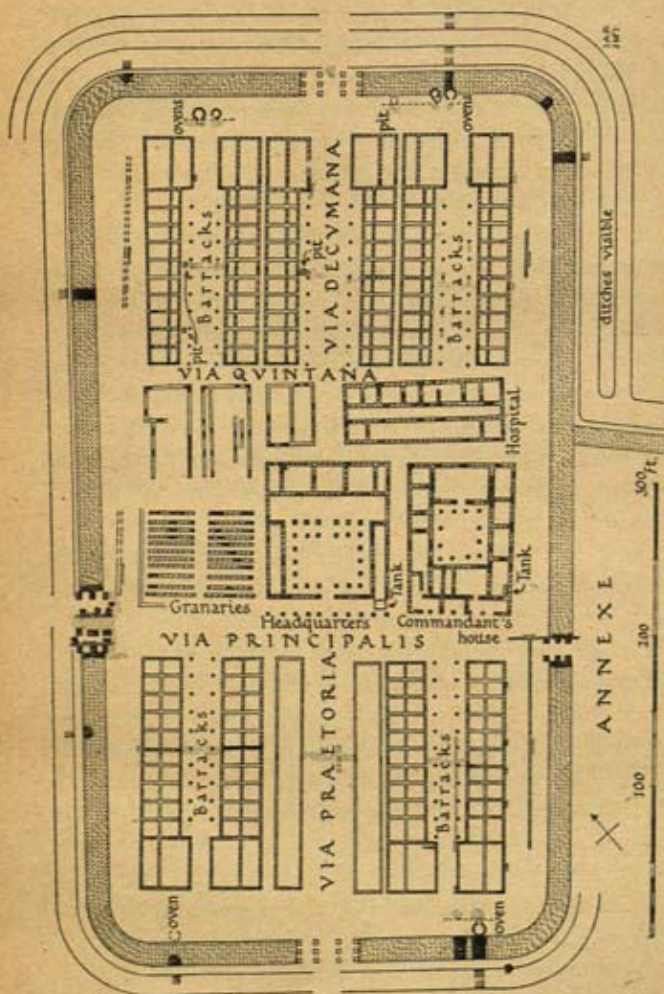 ovens
pit
ovens
Barracks
pit
VIA DECVMANA
pit
Barracks
ditches visible
VIA QVINTANA
Hospital
Granaries
Headquarters
Tank
Commandant's
house
Tank
VIA PRINCIPALIS
ANNEXE
300 Ft.
200
100
Barracks
VIA PRAETORIA
Barracks
oven
oven